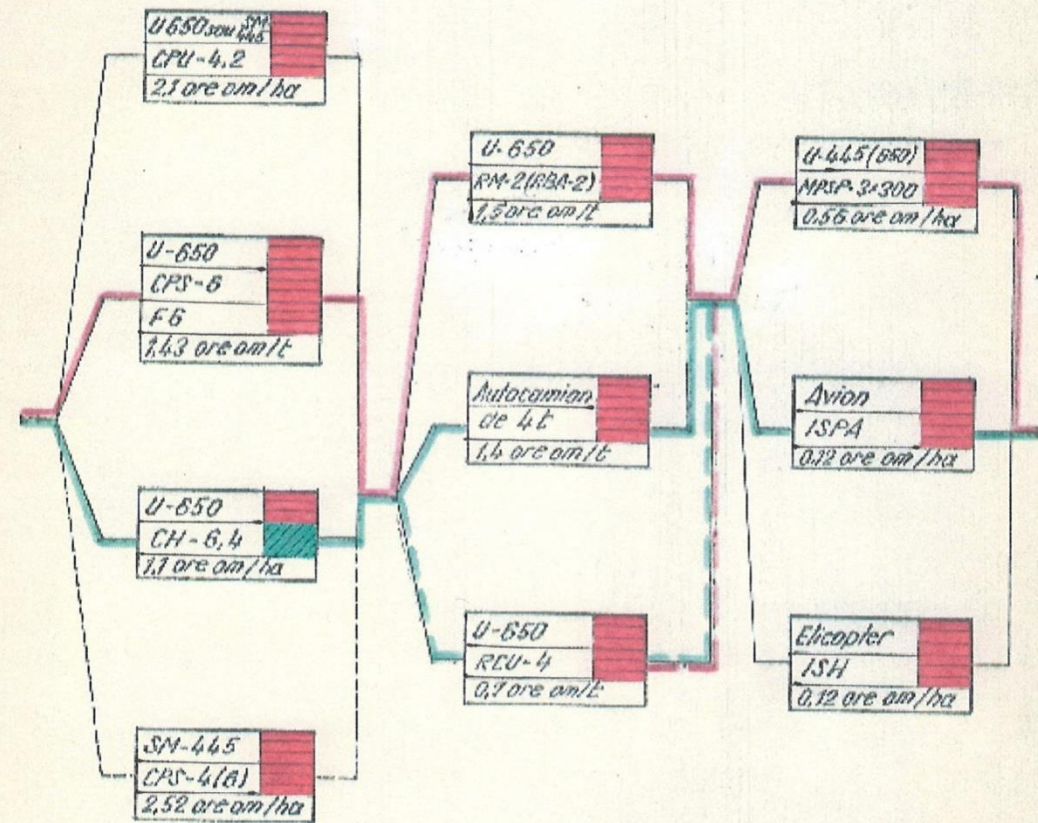 U 650 sau SM 445
CPU-4,2
2,1 ore om/ha
U-650
CPS-6
F6
1,43 ore om/t
U-650
CH-6,4
1,1 ore om/ha
SM-445
CPS-4(6)
2,52 ore om/ha
U-650
RM-2(RBA-2)
1,5 ore om/t
Autocamion
de 4t
1,4 ore om/t
U-650
RCU-4
0,7 ore om/t
U-445(650)
MPSP-3×300
0,56 ore om/ha
Avion
ISPA
0,12 ore om/ha
Elicopter
ISH
0,12 ore om/ha